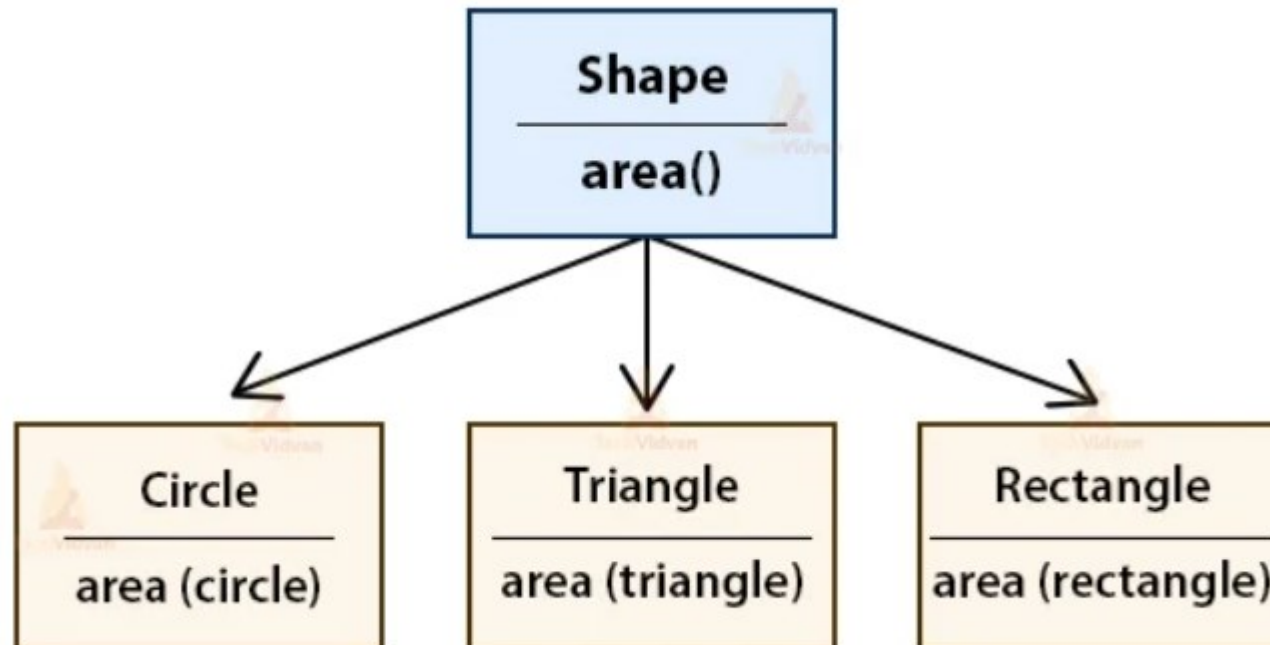 Shape
area()
Circle
area (circle)
Triangle
area (triangle)
Rectangle
area (rectangle)